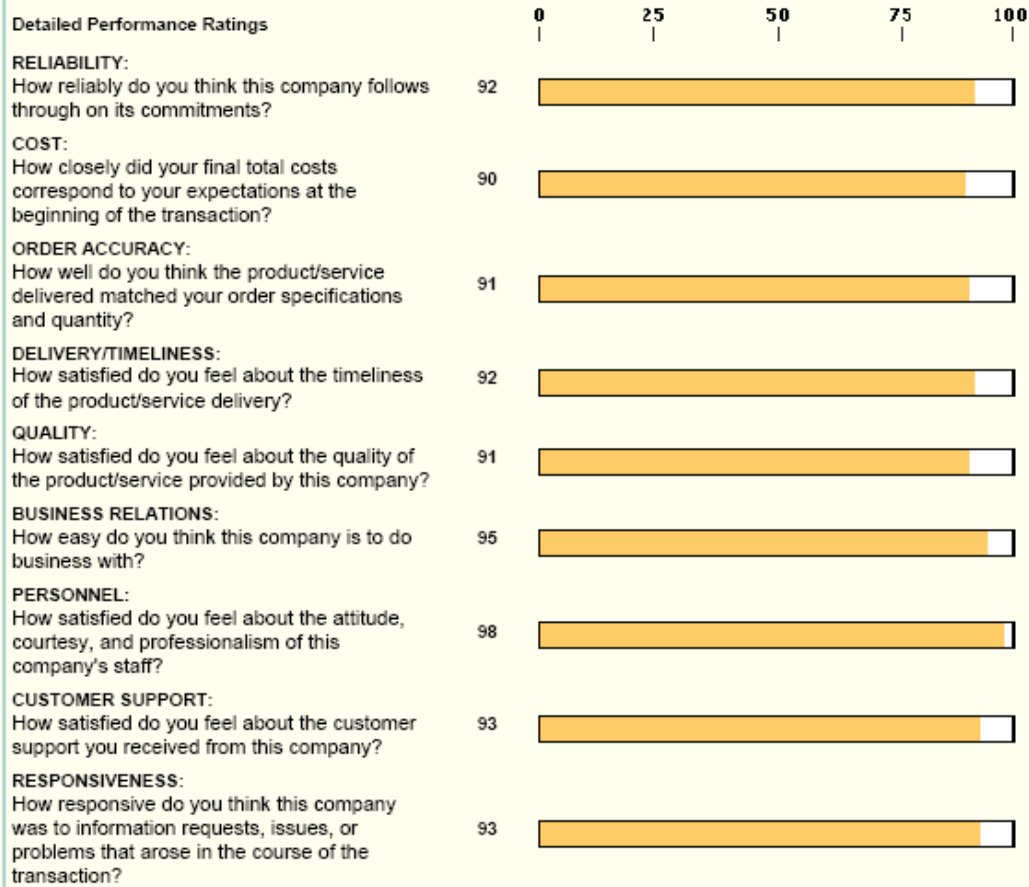 Detailed Performance Ratings
0 25 50 75 100
RELIABILITY:
How reliably do you think this company follows
through on its commitments?
92
COST:
How closely did your final total costs
correspond to your expectations at the
beginning of the transaction?
90
ORDER ACCURACY:
How well do you think the product/service
delivered matched your order specifications
and quantity?
91
DELIVERY/TIMELINESS:
How satisfied do you feel about the timeliness
of the product/service delivery?
92
QUALITY:
How satisfied do you feel about the quality of
the product/service provided by this company?
91
BUSINESS RELATIONS:
How easy do you think this company is to do
business with?
95
PERSONNEL:
How satisfied do you feel about the attitude,
courtesy, and professionalism of this
company's staff?
98
CUSTOMER SUPPORT:
How satisfied do you feel about the customer
support you received from this company?
93
RESPONSIVENESS:
How responsive do you think this company
was to information requests, issues, or
problems that arose in the course of the
transaction?
93